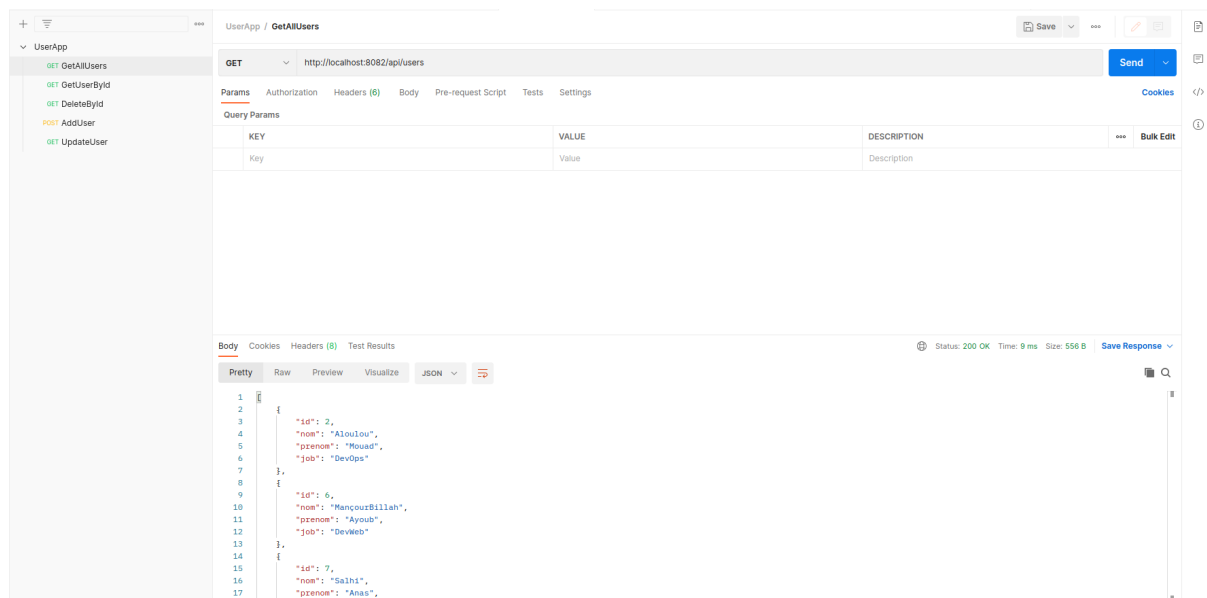 UserApp / GetAllUsers
Save
UserApp
GET GetAllUsers
GET GetUserById
GET DeleteById
POST AddUser
GET UpdateUser
GET http://localhost:8082/api/users Send
Params Authorization Headers (6) Body Pre-request Script Tests Settings Cookies
Query Params
KEY VALUE DESCRIPTION Bulk Edit
Key Value Description
Body Cookies Headers (8) Test Results Status: 200 OK Time: 9 ms Size: 556 B Save Response
Pretty Raw Preview Visualize JSON
1 [
2 {
3 "id": 2,
4 "nom": "Aloulou",
5 "prenom": "Mouad",
6 "job": "DevOps"
7 },
8 {
9 "id": 6,
10 "nom": "MançourBillah",
11 "prenom": "Ayoub",
12 "job": "DevWeb"
13 },
14 {
15 "id": 7,
16 "nom": "Salhi",
17 "prenom": "Anas",